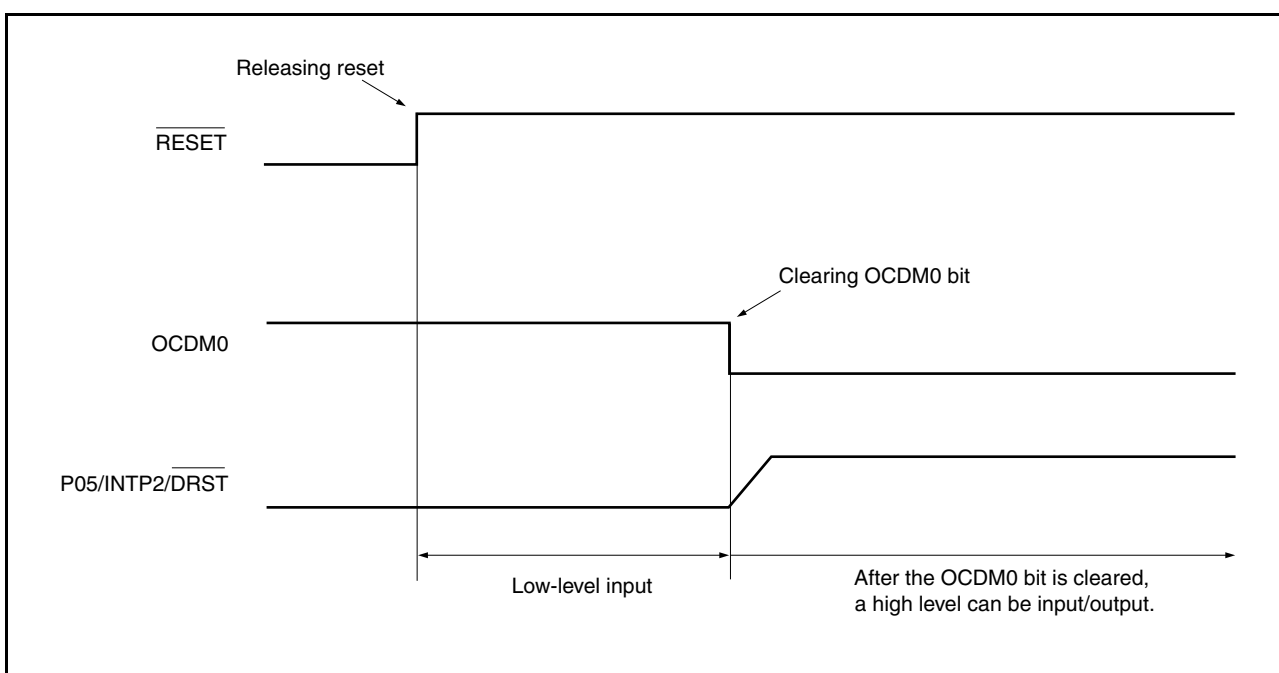 Releasing reset
RESET
Clearing OCDM0 bit
OCDM0
P05/INTP2/DRST
Low-level input
After the OCDM0 bit is cleared,
a high level can be input/output.